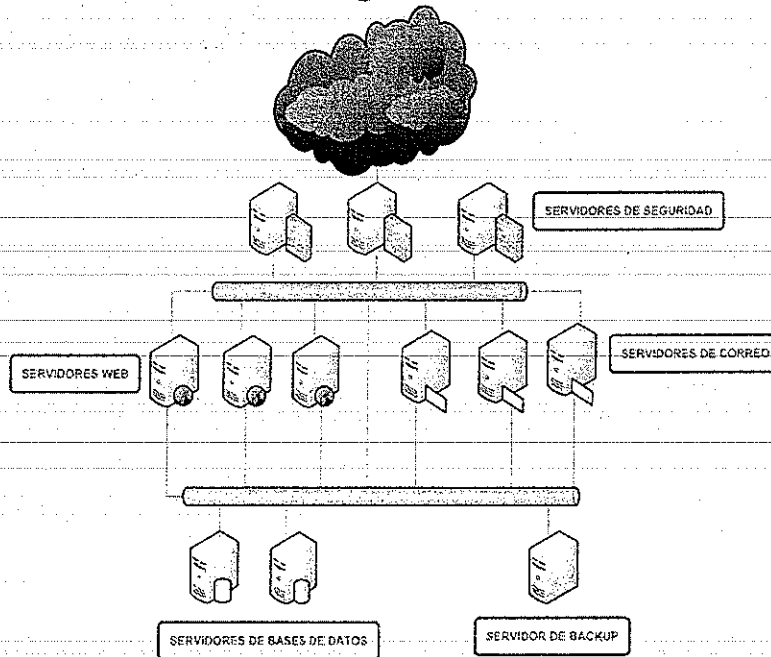 SERVIDORES DE SEGURIDAD
SERVIDORES WEB
SERVIDORES DE CORREO
SERVIDORES DE BASES DE DATOS
SERVIDOR DE BACKUP